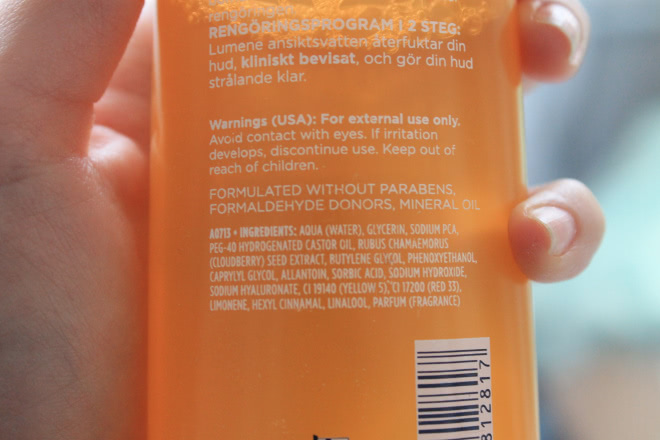 rengöringen
RENGÖRINGSPROGRAM | 2 STEG:
Lumene ansiktsvatten återfuktar din
hud, kliniskt bevisat, och gör din hud
strålande klar.
Warnings (USA): For external use only.
Avoid contact with eyes. If irritation
develops, discontinue use. Keep out of
reach of children.
FORMULATED WITHOUT PARABENS,
FORMALDEHYDE DONORS, MINERAL OIL
A0713 • INGREDIENTS: AQUA (WATER), GLYCERIN, SODIUM PCA,
PEG-40 HYDROGENATED CASTOR OIL, RUBUS CHAMAEMORUS
(CLOUDBERRY) SEED EXTRACT, BUTYLENE GLYCOL, PHENOXYETHANOL,
CAPRYLYL GLYCOL, ALLANTOIN, SORBIC ACID, SODIUM HYDROXIDE,
SODIUM HYALURONATE, CI 19140 (YELLOW 5), CI 17200 (RED 33),
LIMONENE, HEXYL CINNAMAL, LINALOOL, PARFUM (FRAGRANCE)
312817